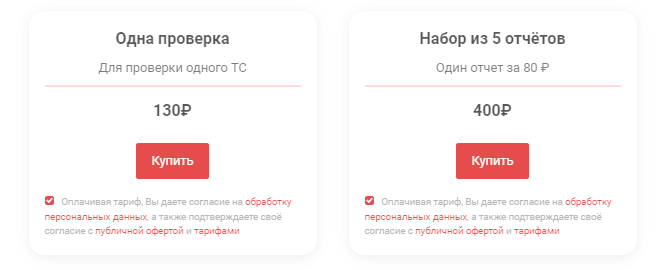 Одна проверка
Для проверки одного ТС
130₽
Купить
Оплачивая тариф, Вы даете согласие на обработку
персональных данных, а также подтверждаете своё
согласие с публичной офертой и тарифами
Набор из 5 отчётов
Один отчет за 80 ₽
400₽
Купить
Оплачивая тариф, Вы даете согласие на обработку
персональных данных, а также подтверждаете своё
согласие с публичной офертой и тарифами